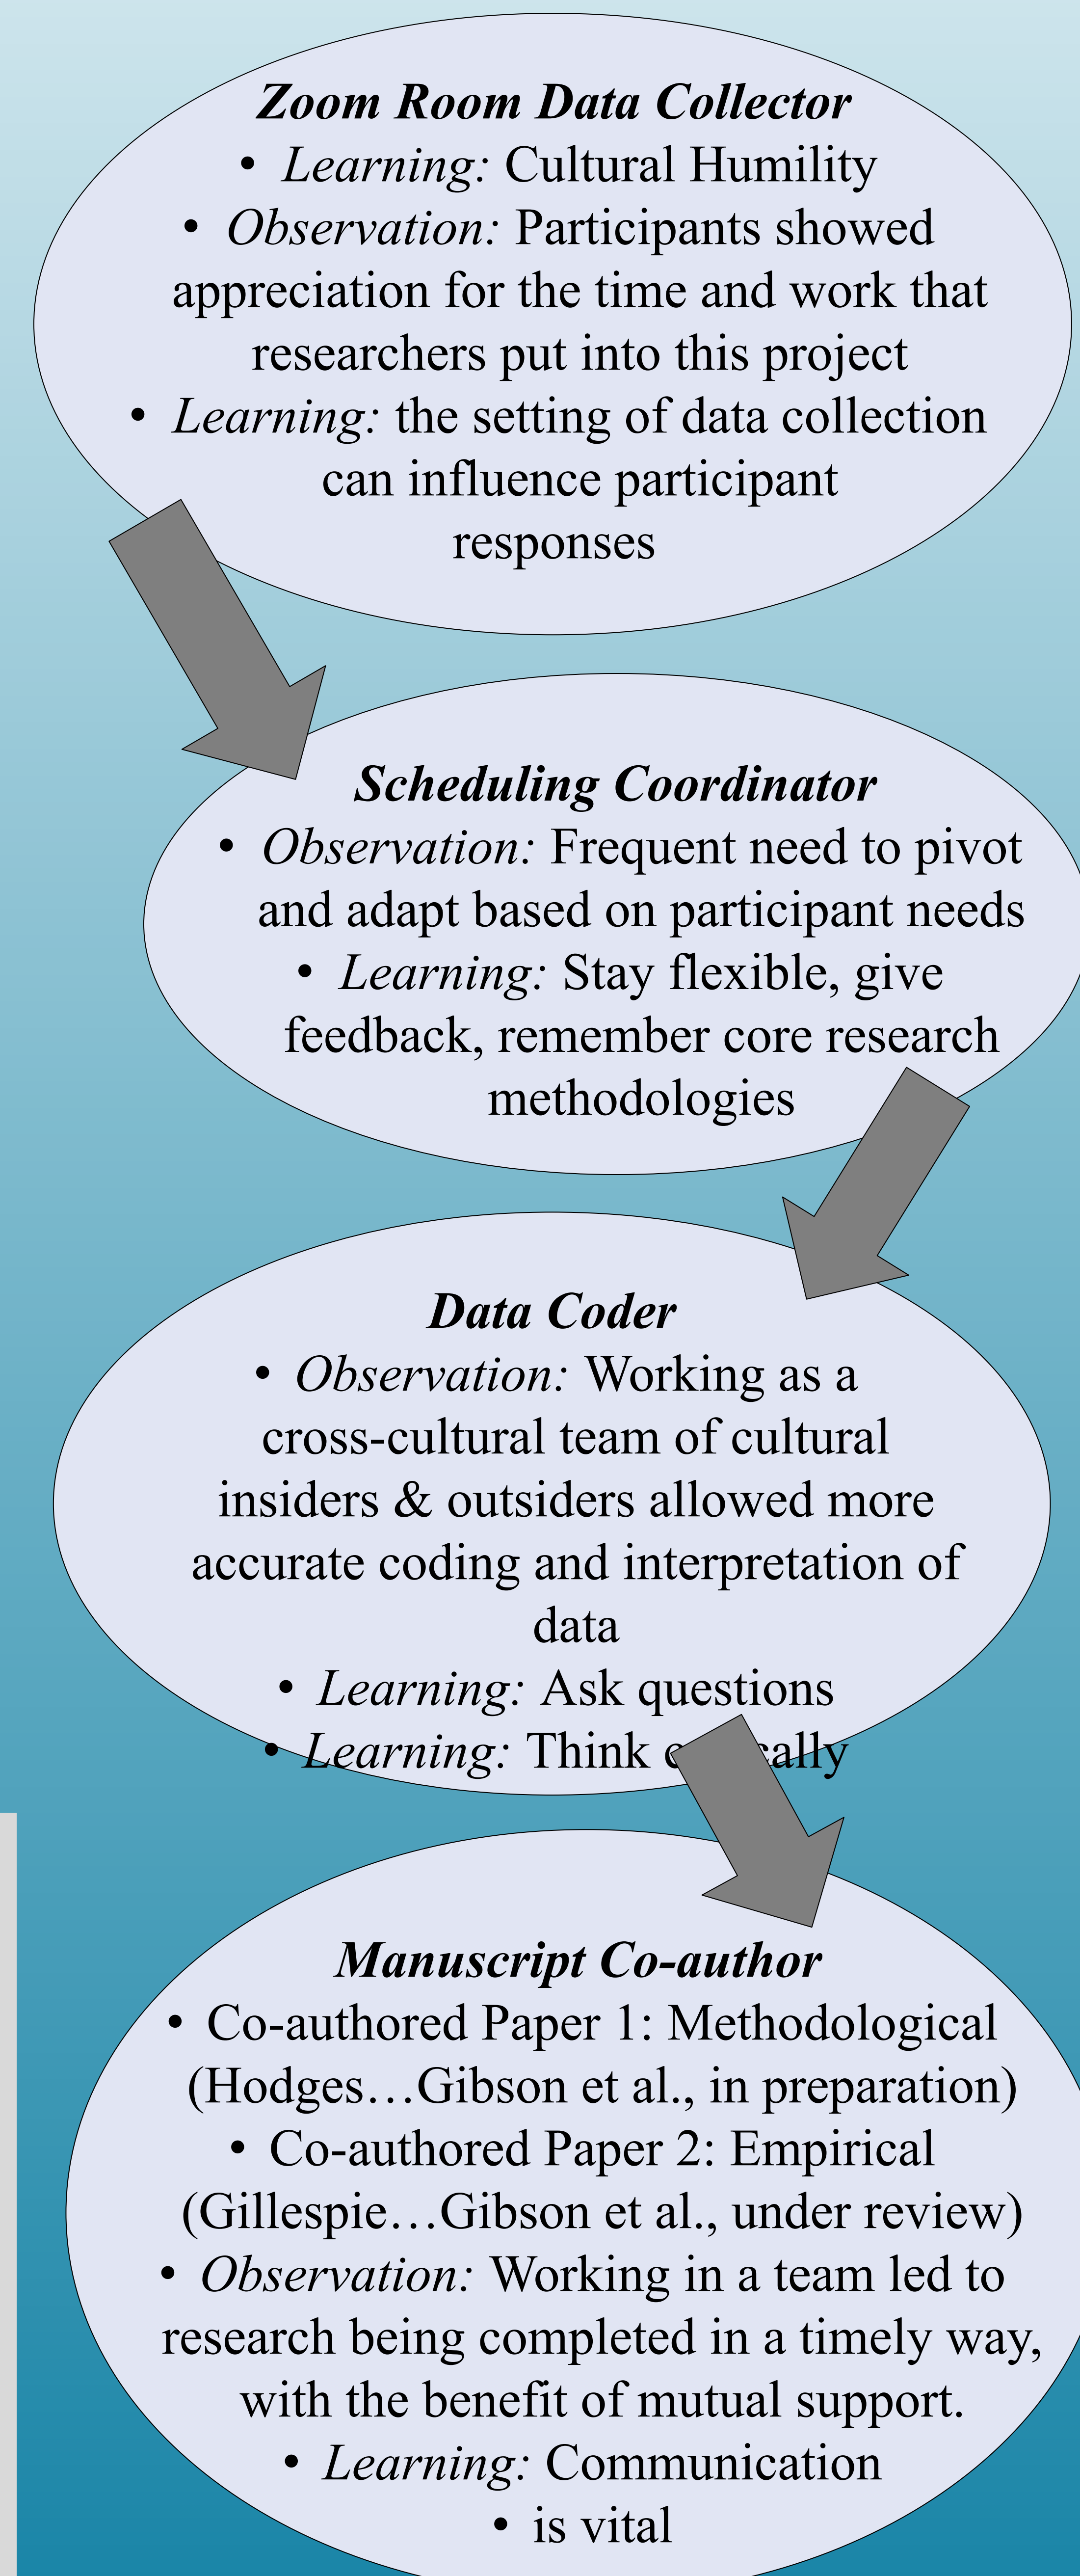 Zoom Room Data Collector
• Learning: Cultural Humility
• Observation: Participants showed
appreciation for the time and work that
researchers put into this project
• Learning: the setting of data collection
can influence participant
responses
Scheduling Coordinator
• Observation: Frequent need to pivot
and adapt based on participant needs
• Learning: Stay flexible, give
feedback, remember core research
methodologies
Data Coder
• Observation: Working as a
cross-cultural team of cultural
insiders & outsiders allowed more
accurate coding and interpretation of
data
• Learning: Ask questions
• Learning: Think
Manuscript Co-author
• Co-authored Paper 1: Methodological
(Hodges…Gibson et al., in preparation)
• Co-authored Paper 2: Empirical
(Gillespie…Gibson et al., under review)
• Observation: Working in a team led to
research being completed in a timely way,
with the benefit of mutual support.
• Learning: Communication
• is vital